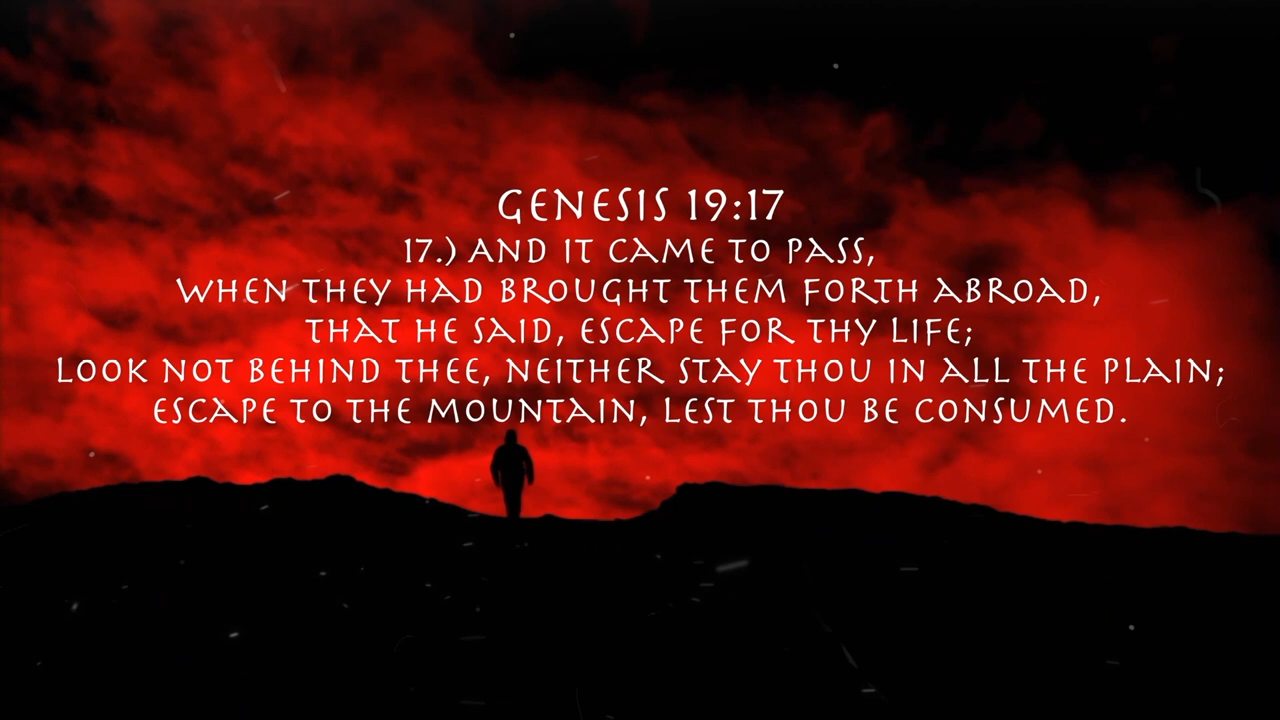 GENESIS 19:17
17.) AND IT CAME TO PASS,
WHEN THEY HAD BROUGHT THEM FORTH ABROAD,
THAT HE SAID, ESCAPE FOR THY LIFE;
LOOK NOT BEHIND THEE, NEITHER STAY THOU IN ALL THE PLAIN;
ESCAPE TO THE MOUNTAIN, LEST THOU BE CONSUMED.